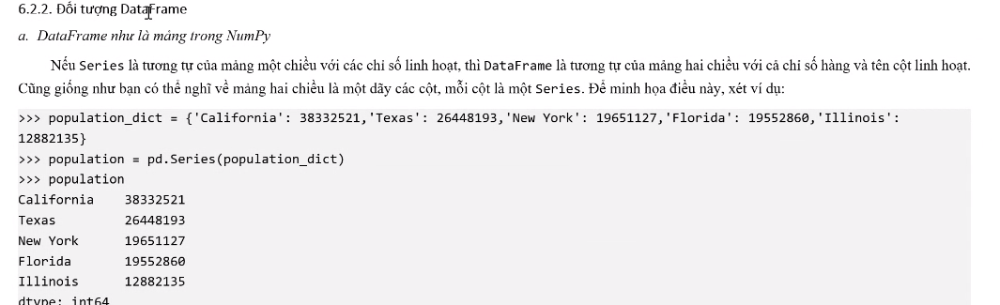 6.2.2. Đối tượng DataFrame
a. DataFrame như là mảng trong NumPy
Nếu Series là tương tự của mảng một chiều với các chỉ số linh hoạt, thì DataFrame là tương tự của mảng hai chiều với cả chỉ số hàng và tên cột linh hoạt.
Cũng giống như bạn có thể nghĩ về mảng hai chiều là một dãy các cột, mỗi cột là một Series. Để minh họa điều này, xét ví dụ:
>>> population_dict = {'California': 38332521,'Texas': 26448193,'New York': 19651127,'Florida': 19552860,'Illinois':
12882135}
>>> population = pd.Series(population_dict)
>>> population
California    38332521
Texas         26448193
New York      19651127
Florida       19552860
Illinois      12882135
dtype: int64